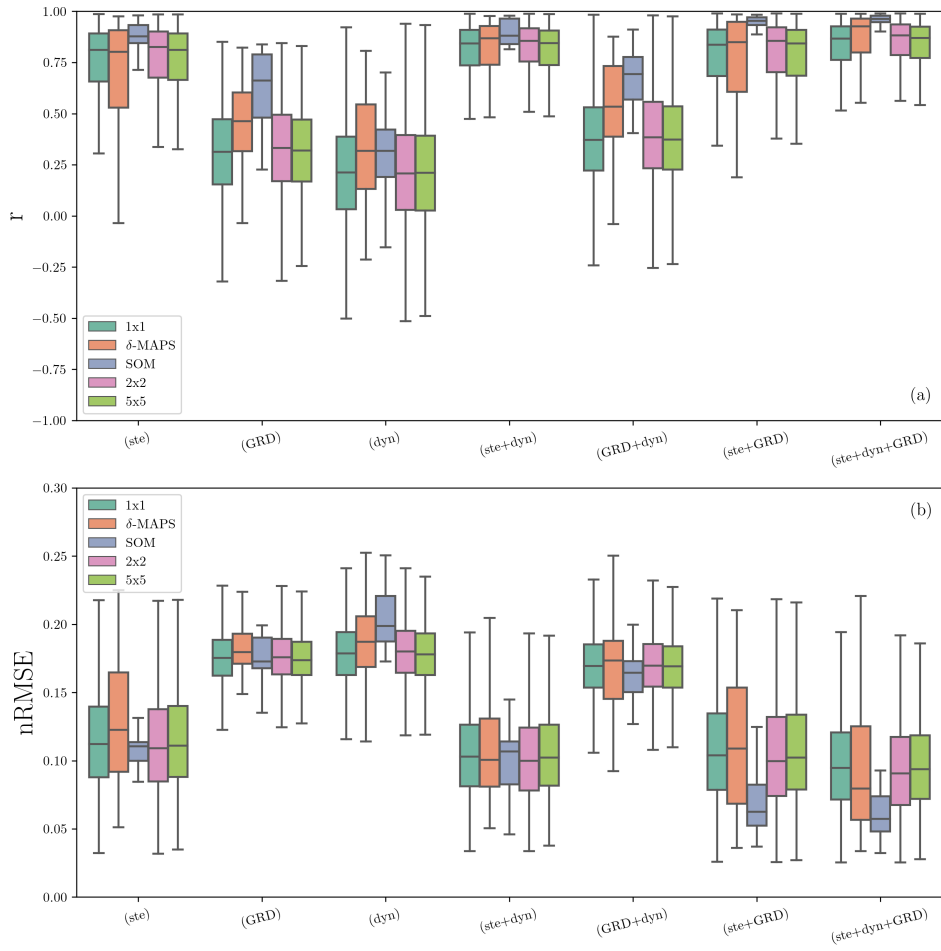 1.00
0.75
0.50
0.25
0.00
−0.25
−0.50
−0.75
−1.00
r
1x1
δ-MAPS
SOM
2x2
5x5
(a)
(ste)
(GRD)
(dyn)
(ste+dyn)
(GRD+dyn)
(ste+GRD)
(ste+dyn+GRD)
0.30
0.25
0.20
0.15
0.10
0.05
0.00
nRMSE
1x1
δ-MAPS
SOM
2x2
5x5
(b)
(ste)
(GRD)
(dyn)
(ste+dyn)
(GRD+dyn)
(ste+GRD)
(ste+dyn+GRD)